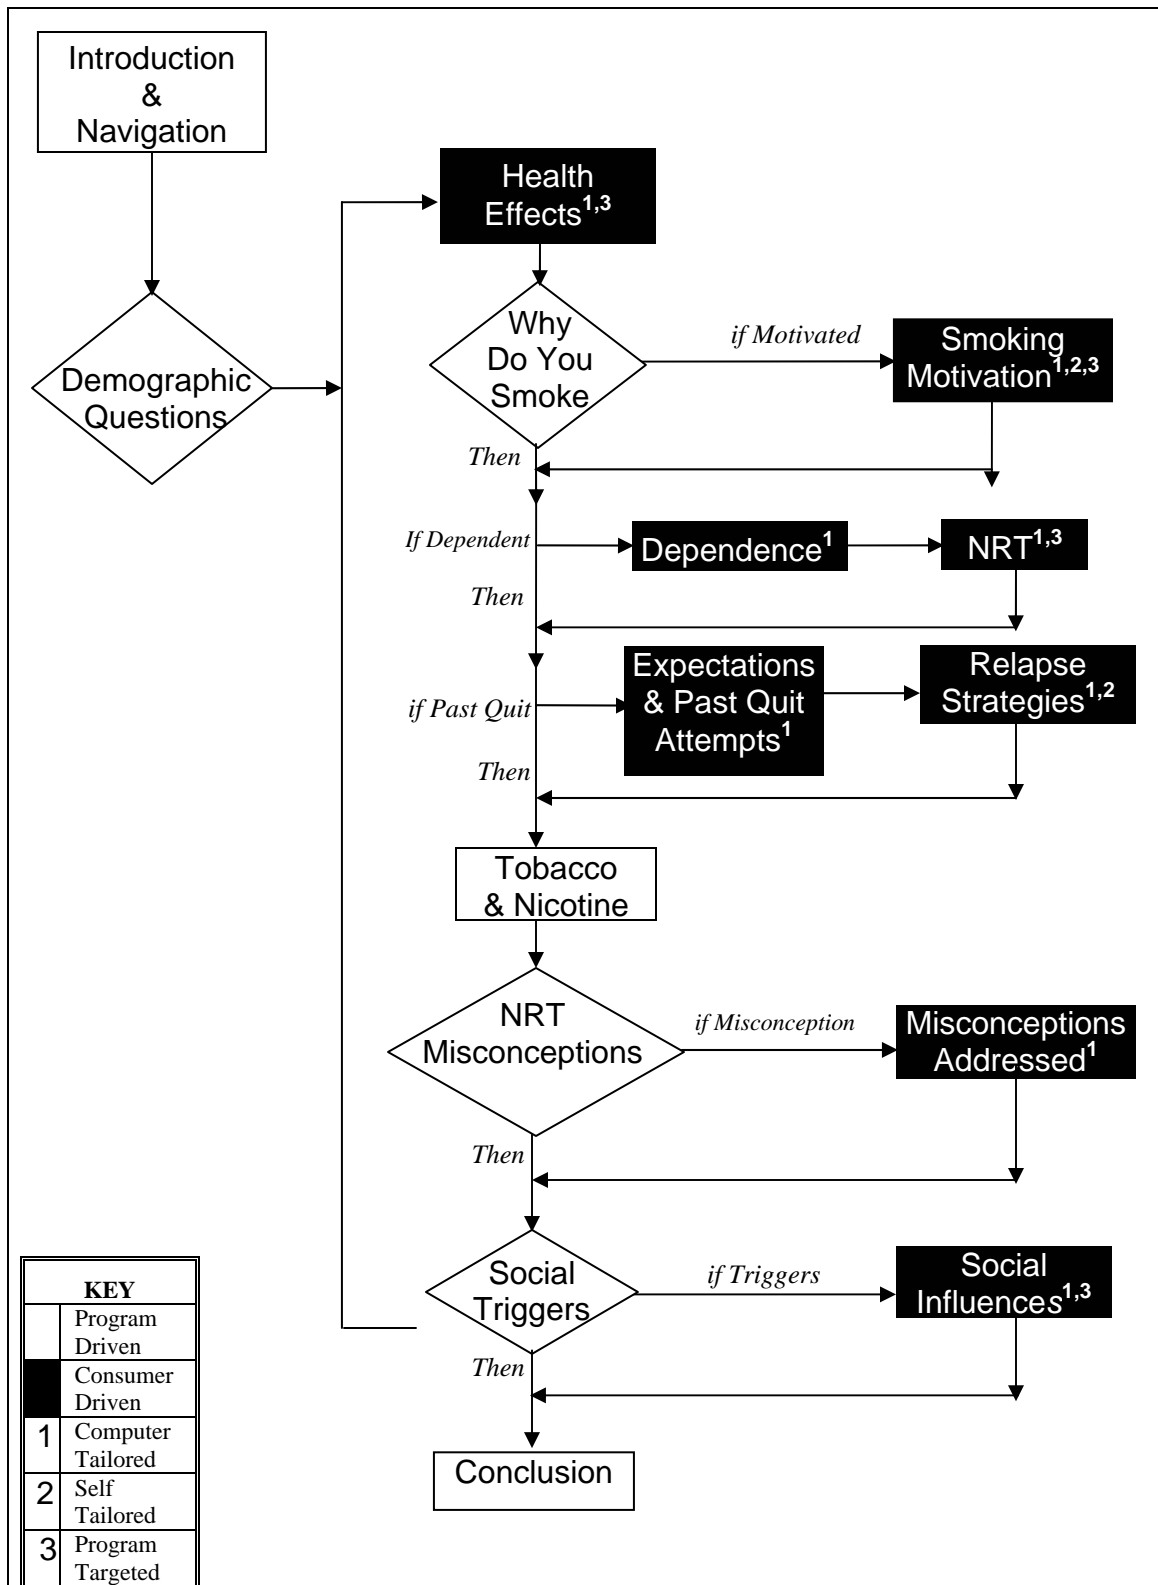 Introduction
&
Navigation
Health
Effects1,3
Why
Do You
Smoke
if Motivated
Smoking
Motivation1,2,3
Demographic
Questions
Then
If Dependent
Dependence1
NRT1,3
Then
Expectations
& Past Quit
Attempts1
Relapse
Strategies1,2
if Past Quit
Then
Tobacco
& Nicotine
NRT
Misconceptions
if Misconception
Misconceptions
Addressed1
Then
Social
Triggers
if Triggers
Social
Influences1,3
Then
Conclusion
KEY
Program
Driven
Consumer
Driven
1 Computer
Tailored
2 Self
Tailored
3 Program
Targeted